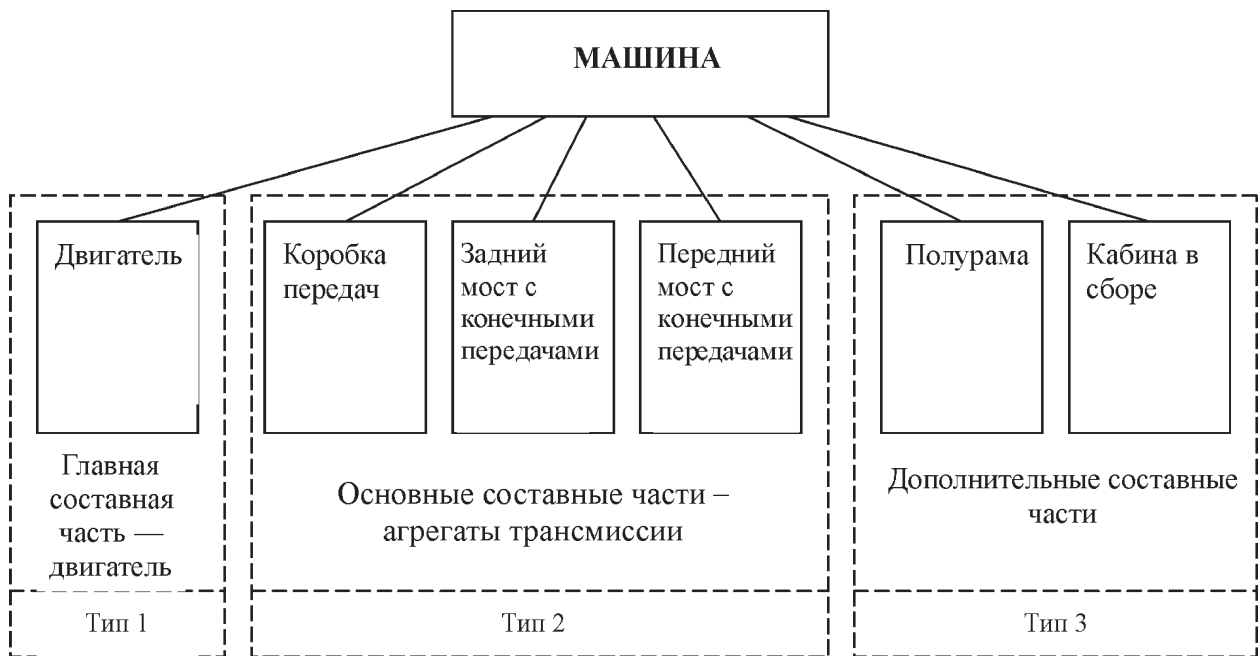 МАШИНА
Двигатель
Коробка
передач
Задний
мост с
конечными
передачами
Передний
мост с
конечными
передачами
Полурама
Кабина в
сборе
Главная
составная
часть —
двигатель
Основные составные части –
агрегаты трансмиссии
Дополнительные составные
части
Тип 1
Тип 2
Тип 3